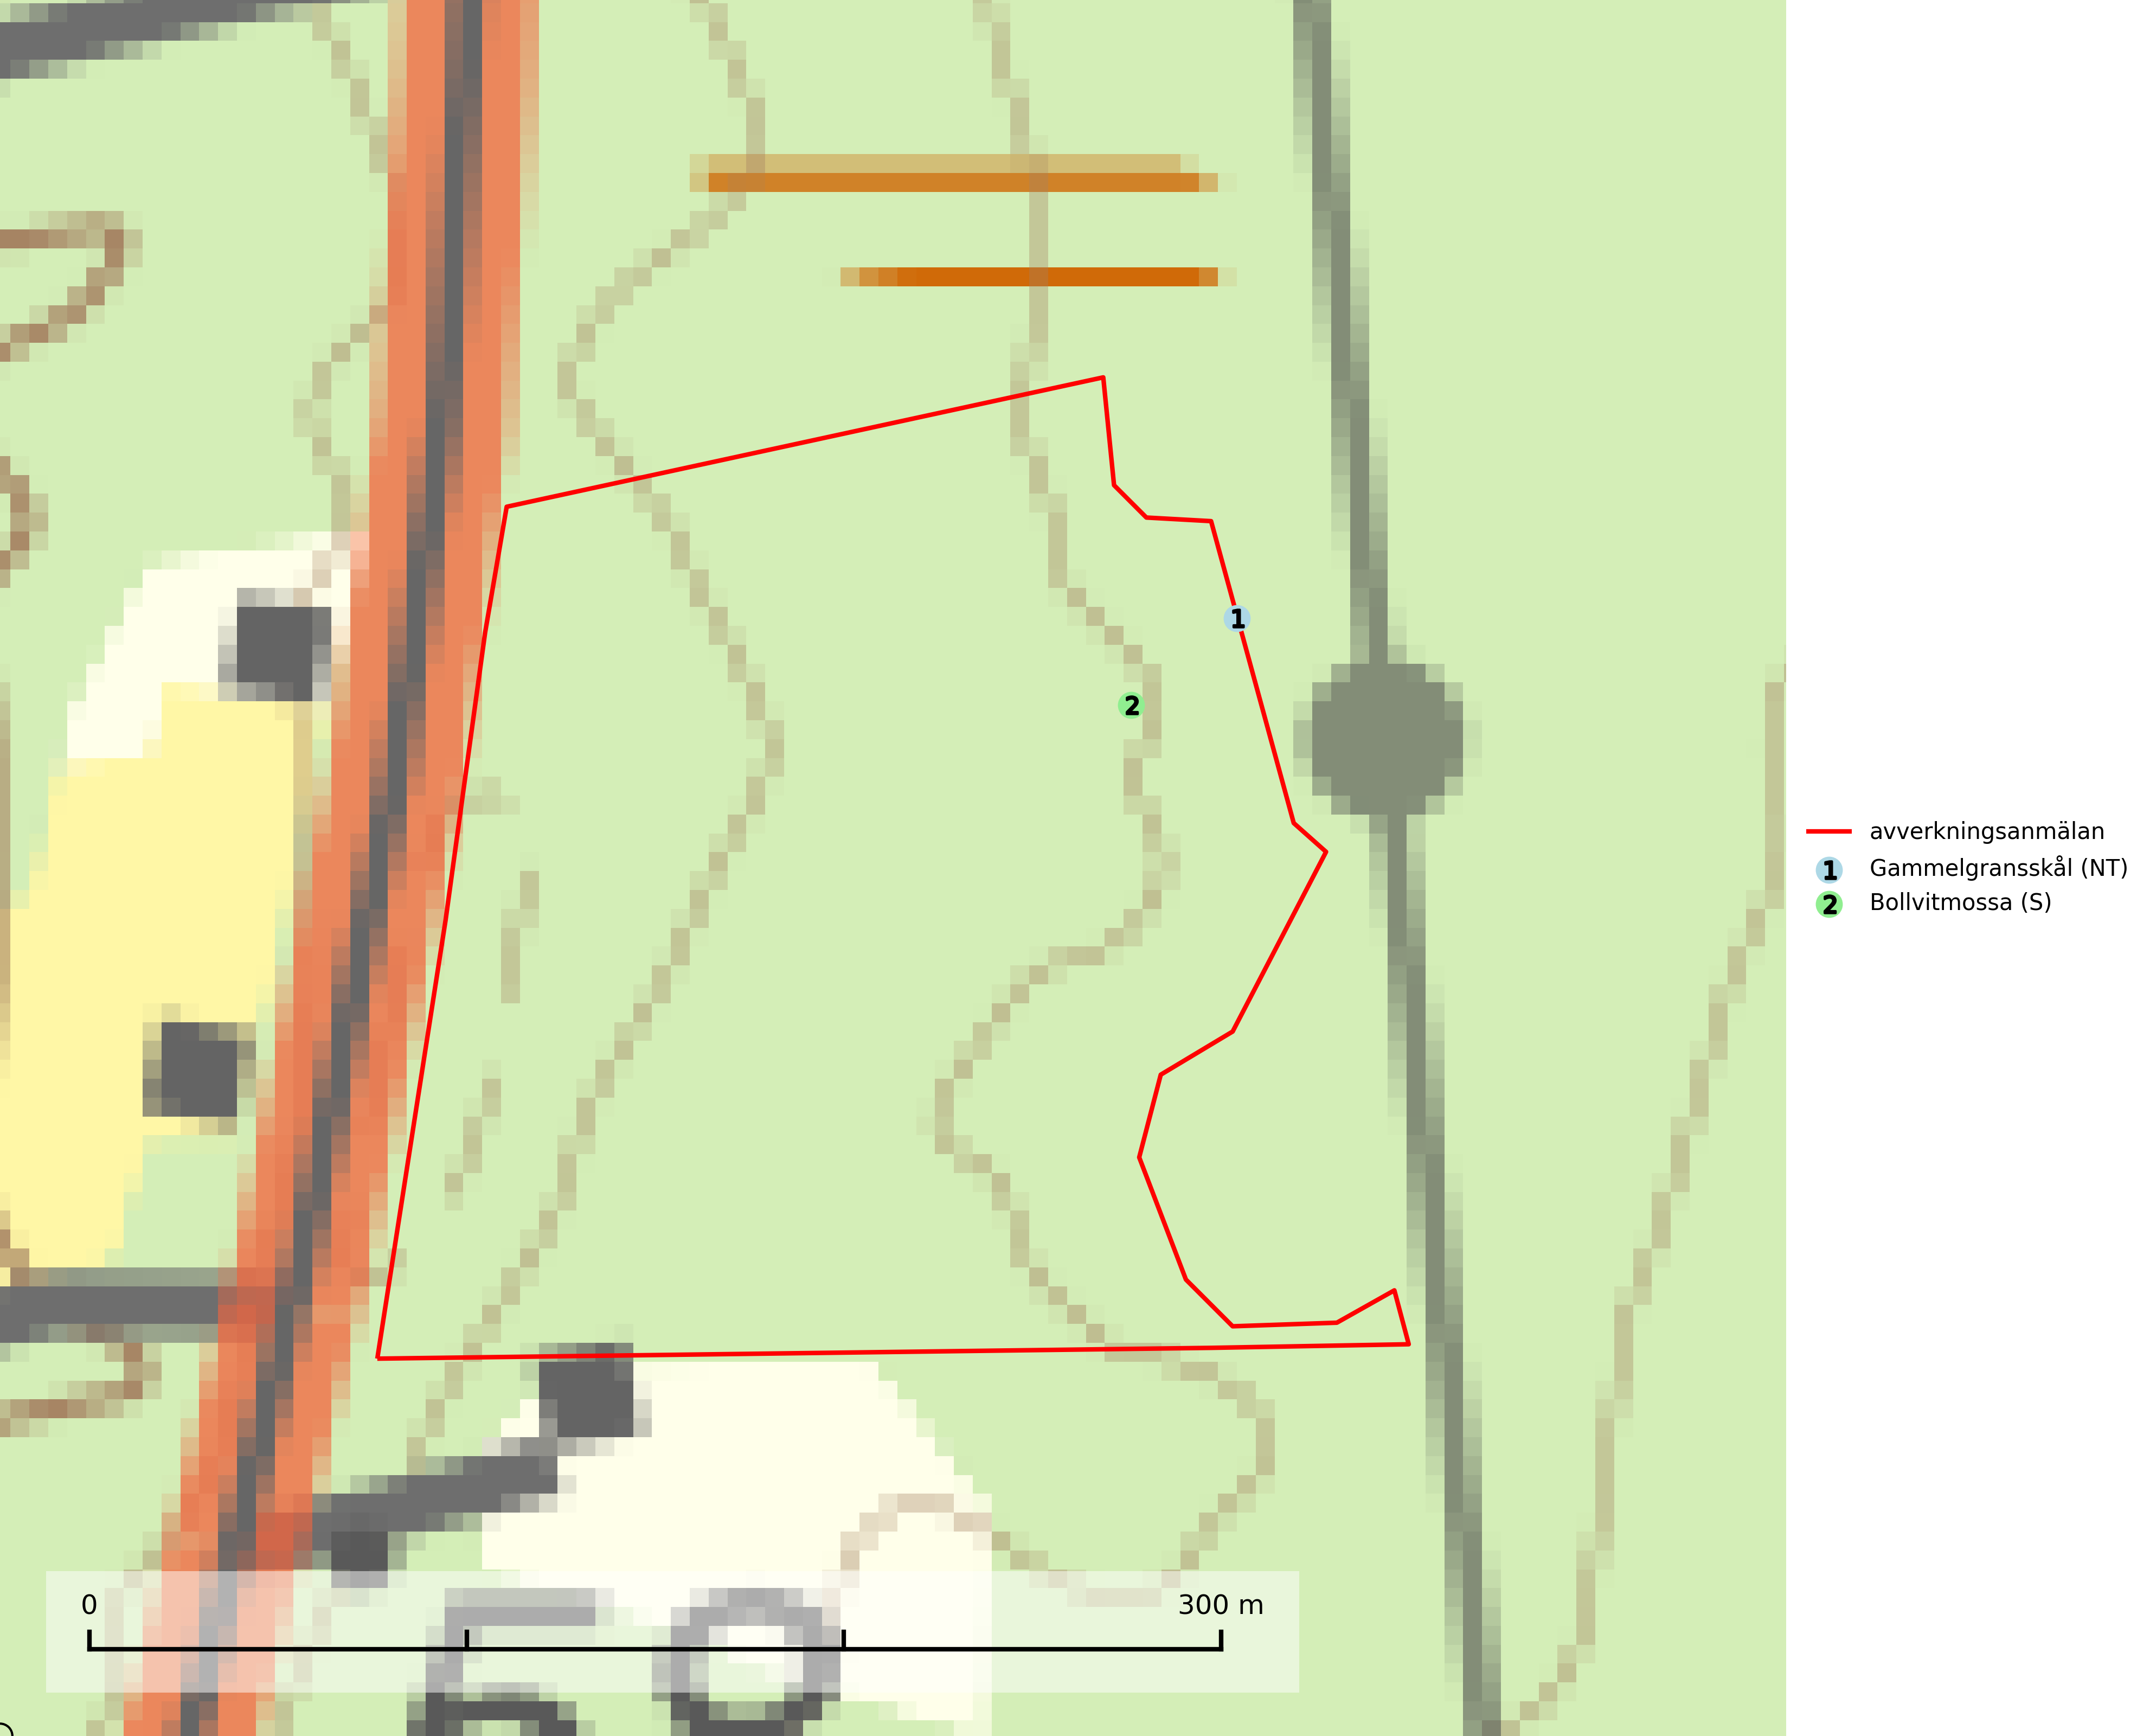 1
2
avverkningsanmälan
1 Gammelgransskål (NT)
2 Bollvitmossa (S)
0 300 m